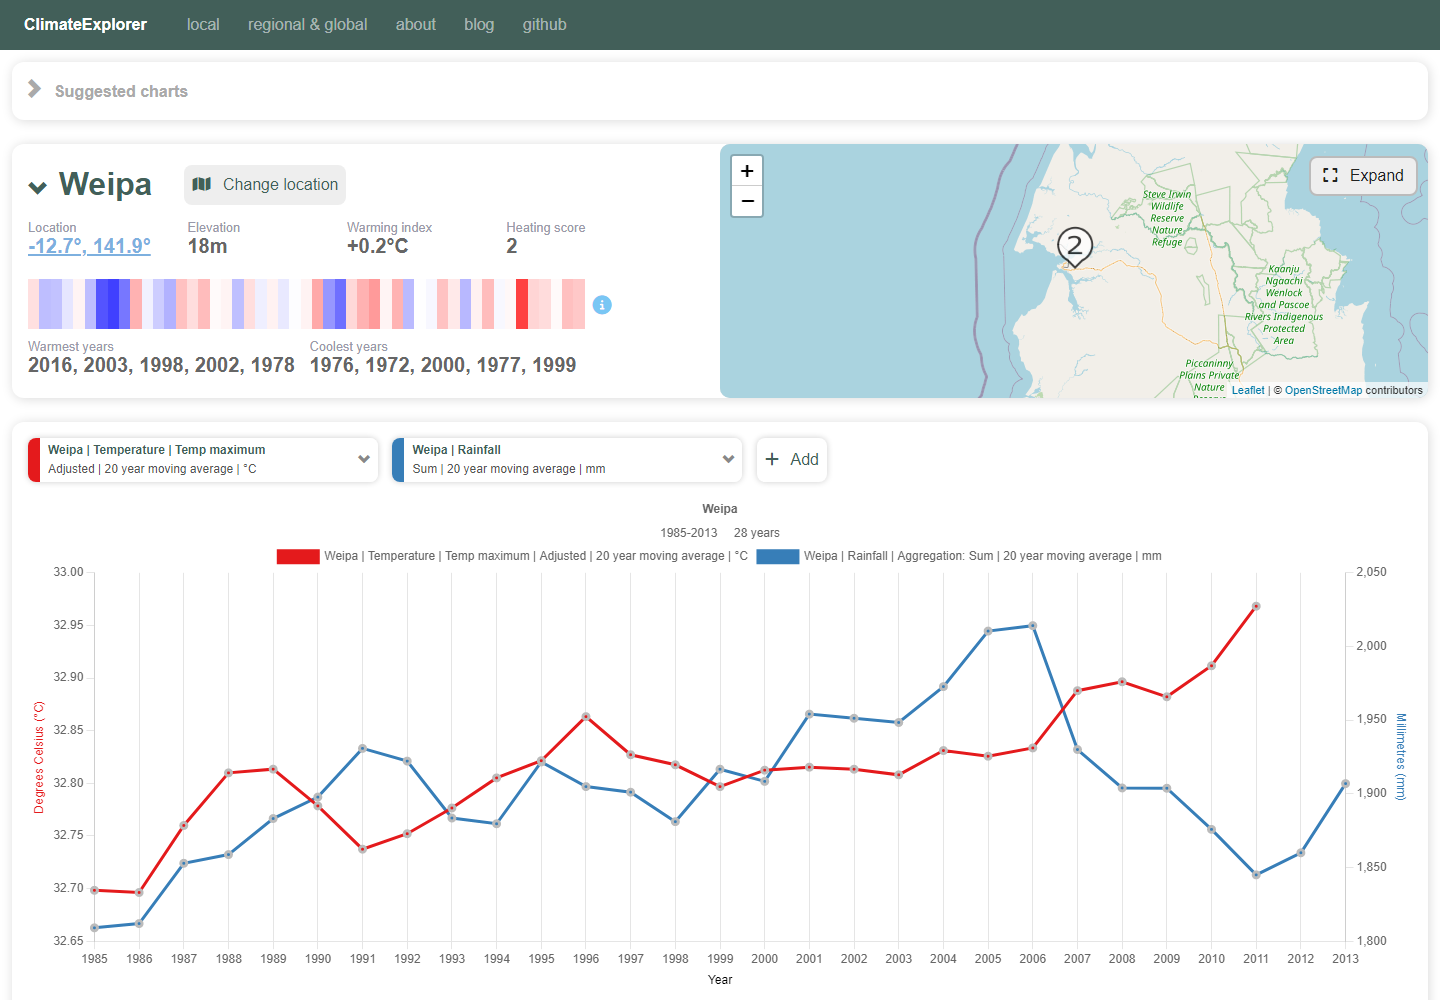 ClimateExplorer local regional & global about blog github
Suggested charts
Weipa Change location
Location Elevation Warming index Heating score
-12.7°, 141.9° 18m +0.2°C 2
i
Warmest years Coolest years
2016, 2003, 1998, 2002, 1978 1976, 1972, 2000, 1977, 1999
+
−
Expand
Steve Irwin
Wildlife
Reserve
Nature
Refuge
2
Kaanju
Ngaachi
Wenlock
and Pascoe
Rivers Indigenous
Protected
Area
Piccaninny
Plains Private
Nature
Leaflet | © OpenStreetMap contributors
Weipa | Temperature | Temp maximum
Adjusted | 20 year moving average | °C
Weipa | Rainfall
Sum | 20 year moving average | mm
+ Add
Weipa
1985-2013 28 years
Weipa | Temperature | Temp maximum | Adjusted | 20 year moving average | °C Weipa | Rainfall | Aggregation: Sum | 20 year moving average | mm
33.00
32.95
32.90
32.85
32.80
32.75
32.70
32.65
Degrees Celsius (°C)
2,050
2,000
1,950
1,900
1,850
1,800
Millimetres (mm)
1985 1986 1987 1988 1989 1990 1991 1992 1993 1994 1995 1996 1997 1998 1999 2000 2001 2002 2003 2004 2005 2006 2007 2008 2009 2010 2011 2012 2013
Year